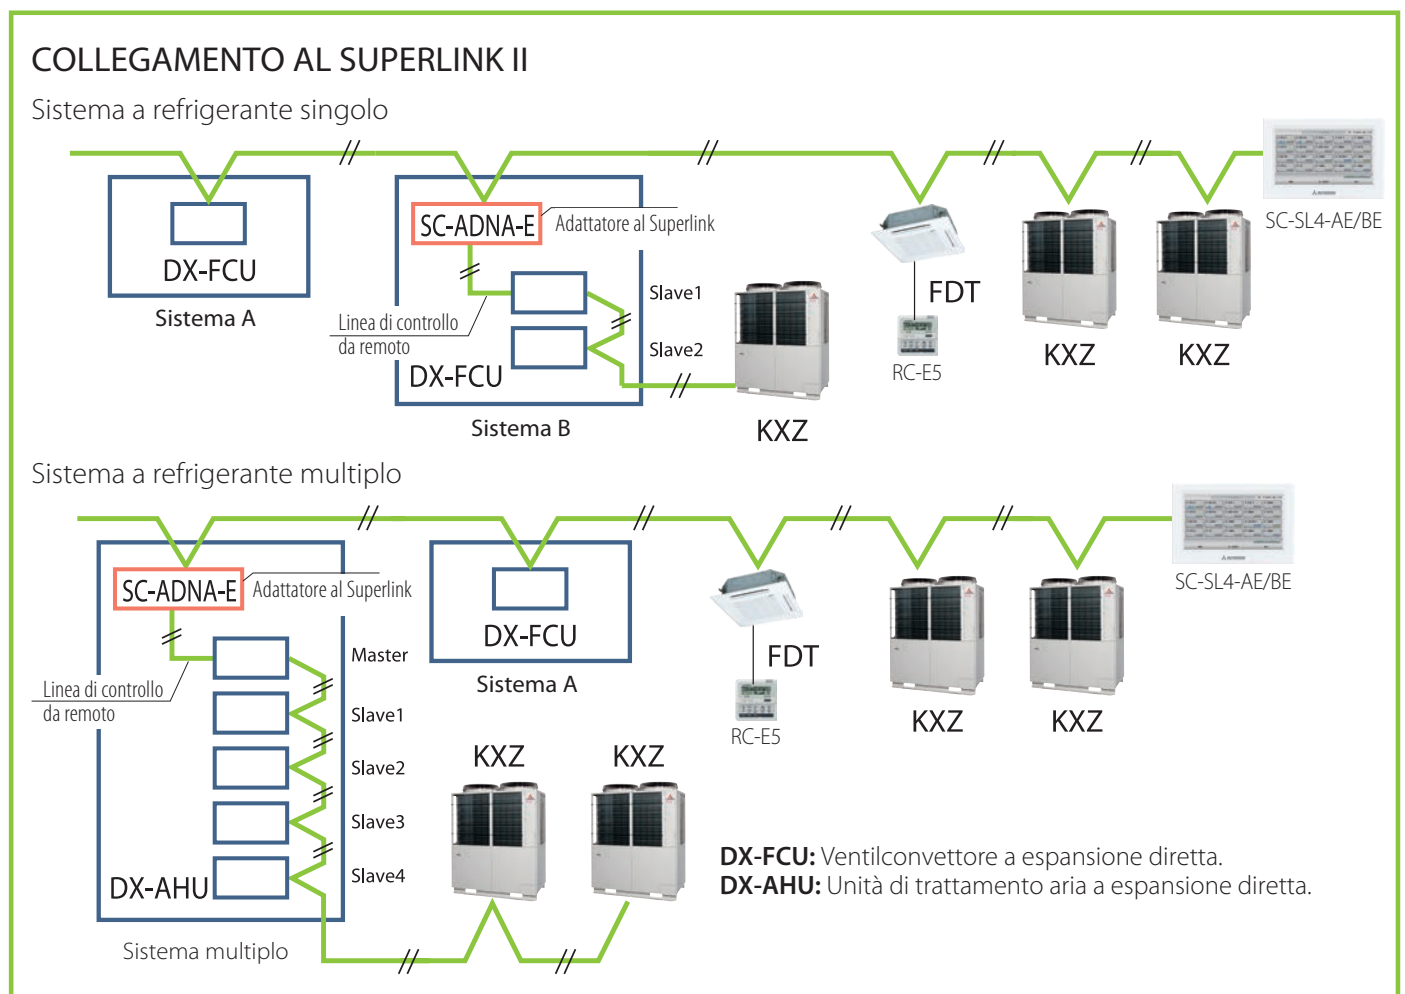 COLLEGAMENTO AL SUPERLINK II
Sistema a refrigerante singolo
SC-SL4-AE/BE
SC-ADNA-E
Adattatore al Superlink
DX-FCU
Sistema A
Slave1
Linea di controllo
da remoto
Slave2
DX-FCU
Sistema B
KXZ
FDT
RC-E5
KXZ
KXZ
Sistema a refrigerante multiplo
SC-SL4-AE/BE
SC-ADNA-E
Adattatore al Superlink
DX-FCU
Sistema A
Master
Linea di controllo
da remoto
Slave1
Slave2
Slave3
Slave4
DX-AHU
Sistema multiplo
KXZ
KXZ
FDT
RC-E5
KXZ
KXZ
DX-FCU: Ventilconvettore a espansione diretta.
DX-AHU: Unità di trattamento aria a espansione diretta.